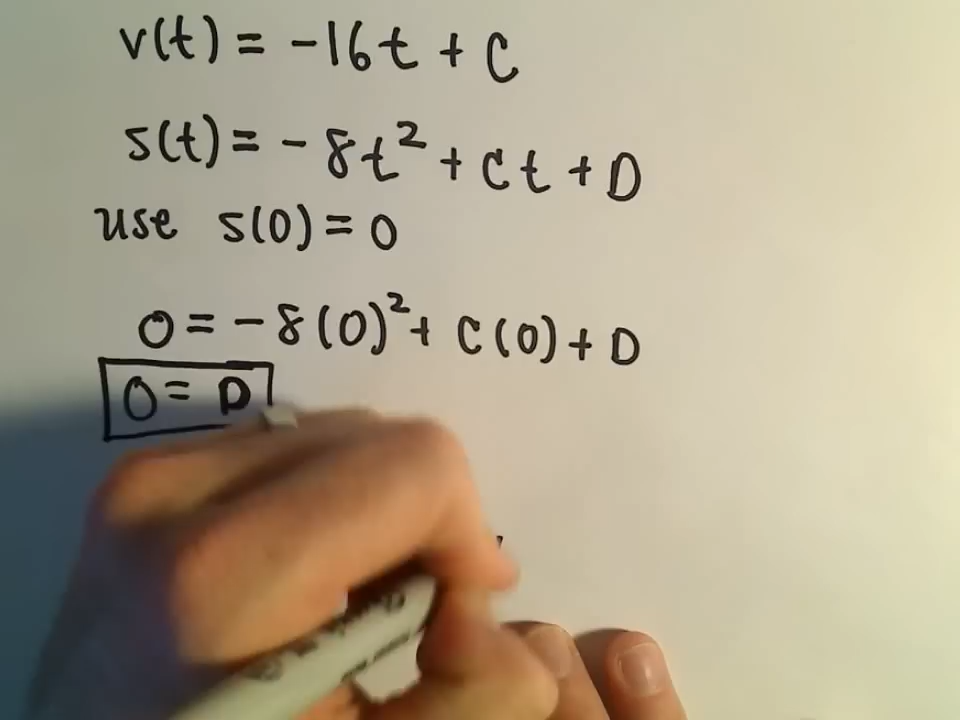 v(t) = -16t + C
s(t) = - 8t² + Ct + D
use s(0) = 0
0 = - 8(0)² + C(0) + D
0 = D